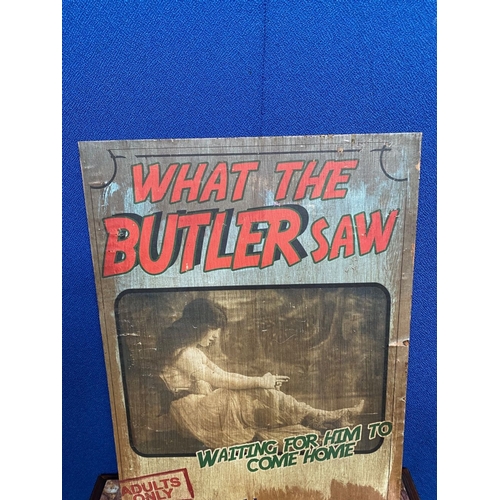 WHAT THE
BUTLER SAW
WAITING FOR HIM TO
COME HOME
ADULTS
ONLY